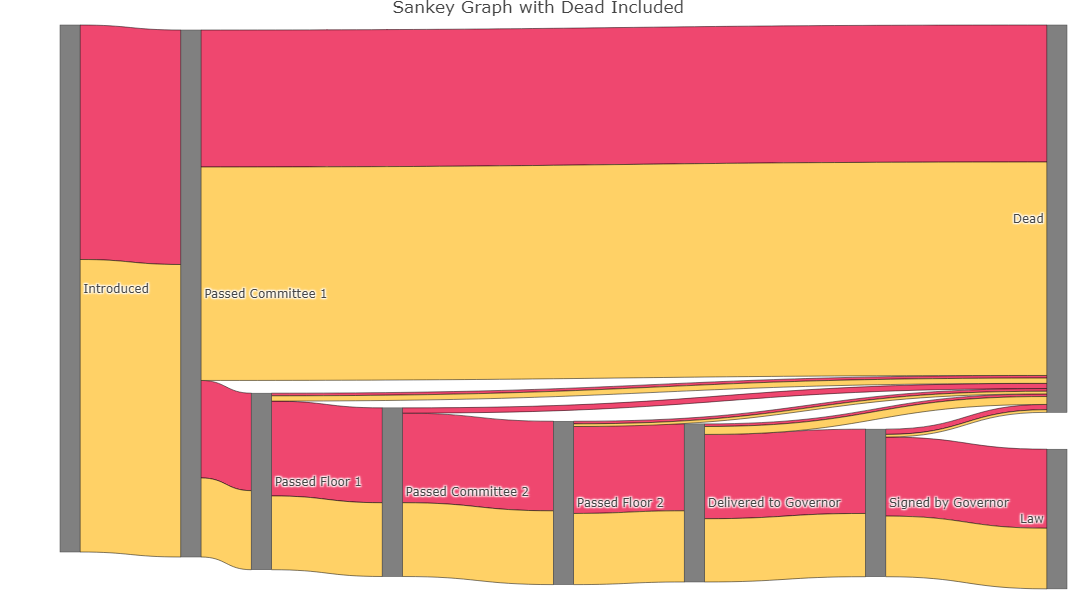 Sankey Graph with Dead Included
Dead
Introduced
Passed Committee 1
Passed Floor 1
Passed Committee 2
Passed Floor 2
Delivered to Governor
Signed by Governor
Law